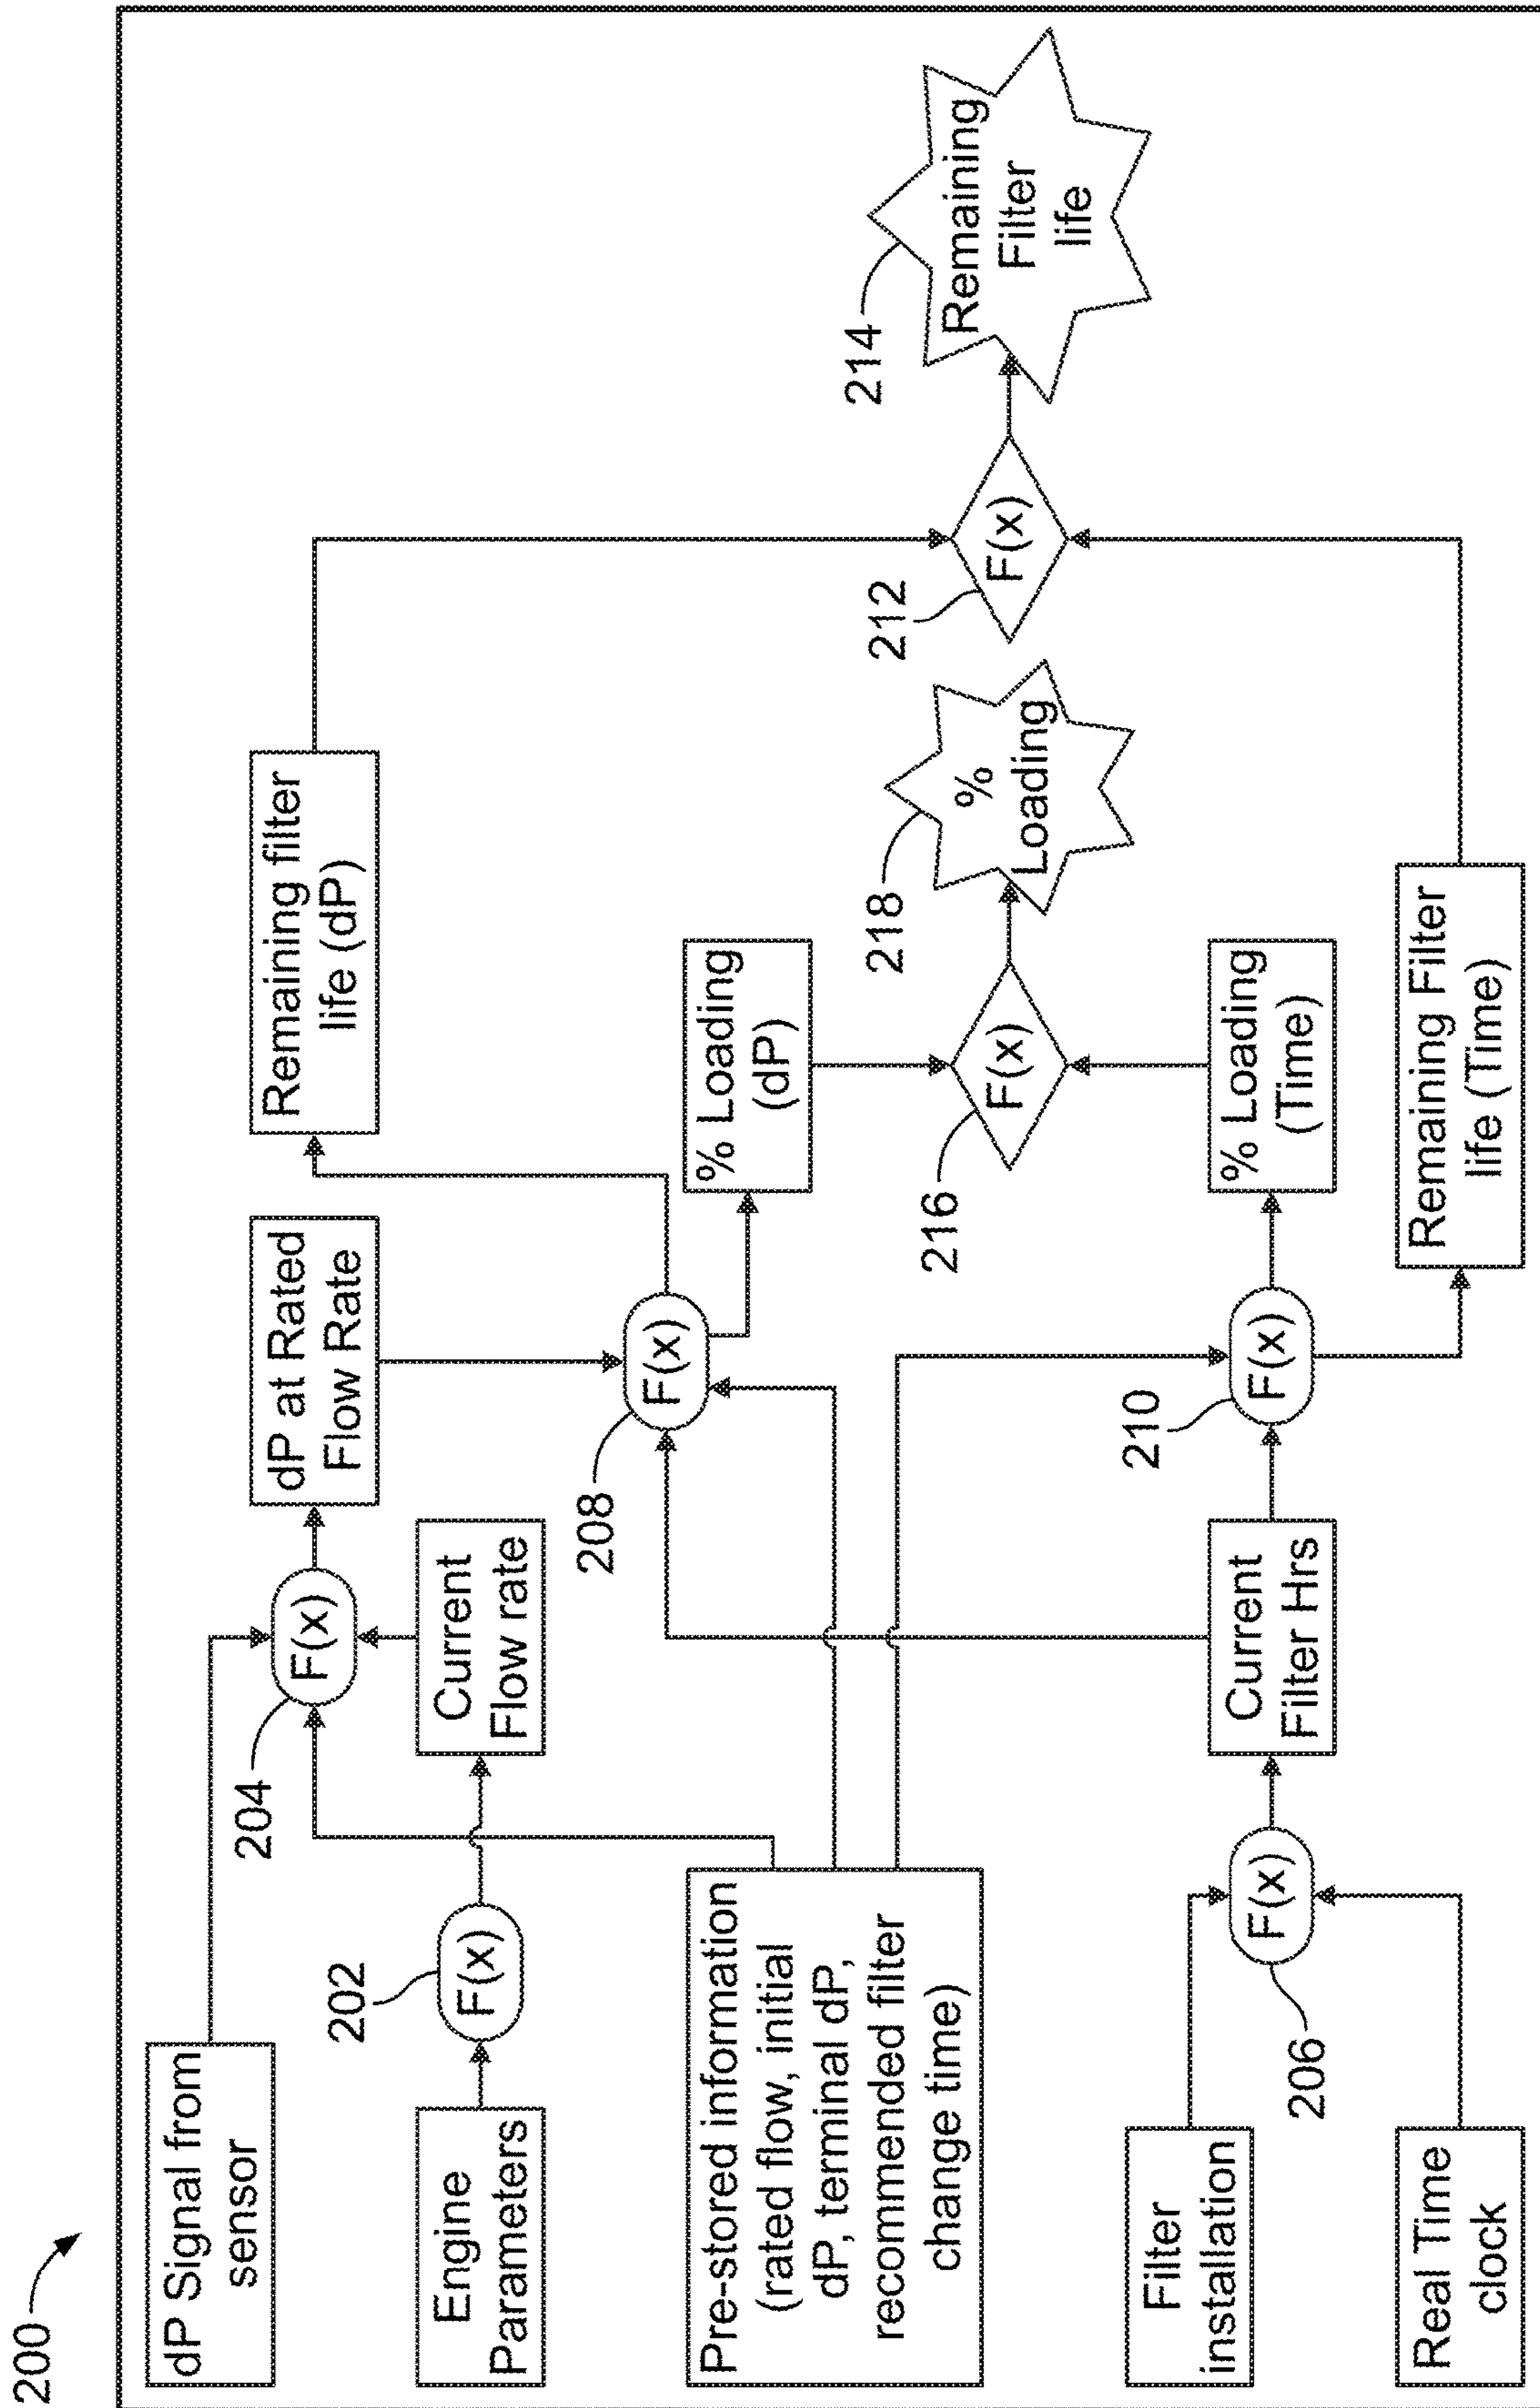 200
dP Signal from
sensor
Engine
Parameters
202
F(x)
204
F(x)
Current
Flow rate
dP at Rated
Flow Rate
Remaining filter
life (dP)
Pre-stored information
(rated flow, initial
dP, terminal dP,
recommended filter
change time)
208
F(x)
% Loading
(dP)
216
F(x)
218
%
Loading
212
F(x)
214
Remaining
Filter
life
Filter
installation
Real Time
clock
206
F(x)
Current
Filter Hrs
210
F(x)
% Loading
(Time)
Remaining Filter
life (Time)